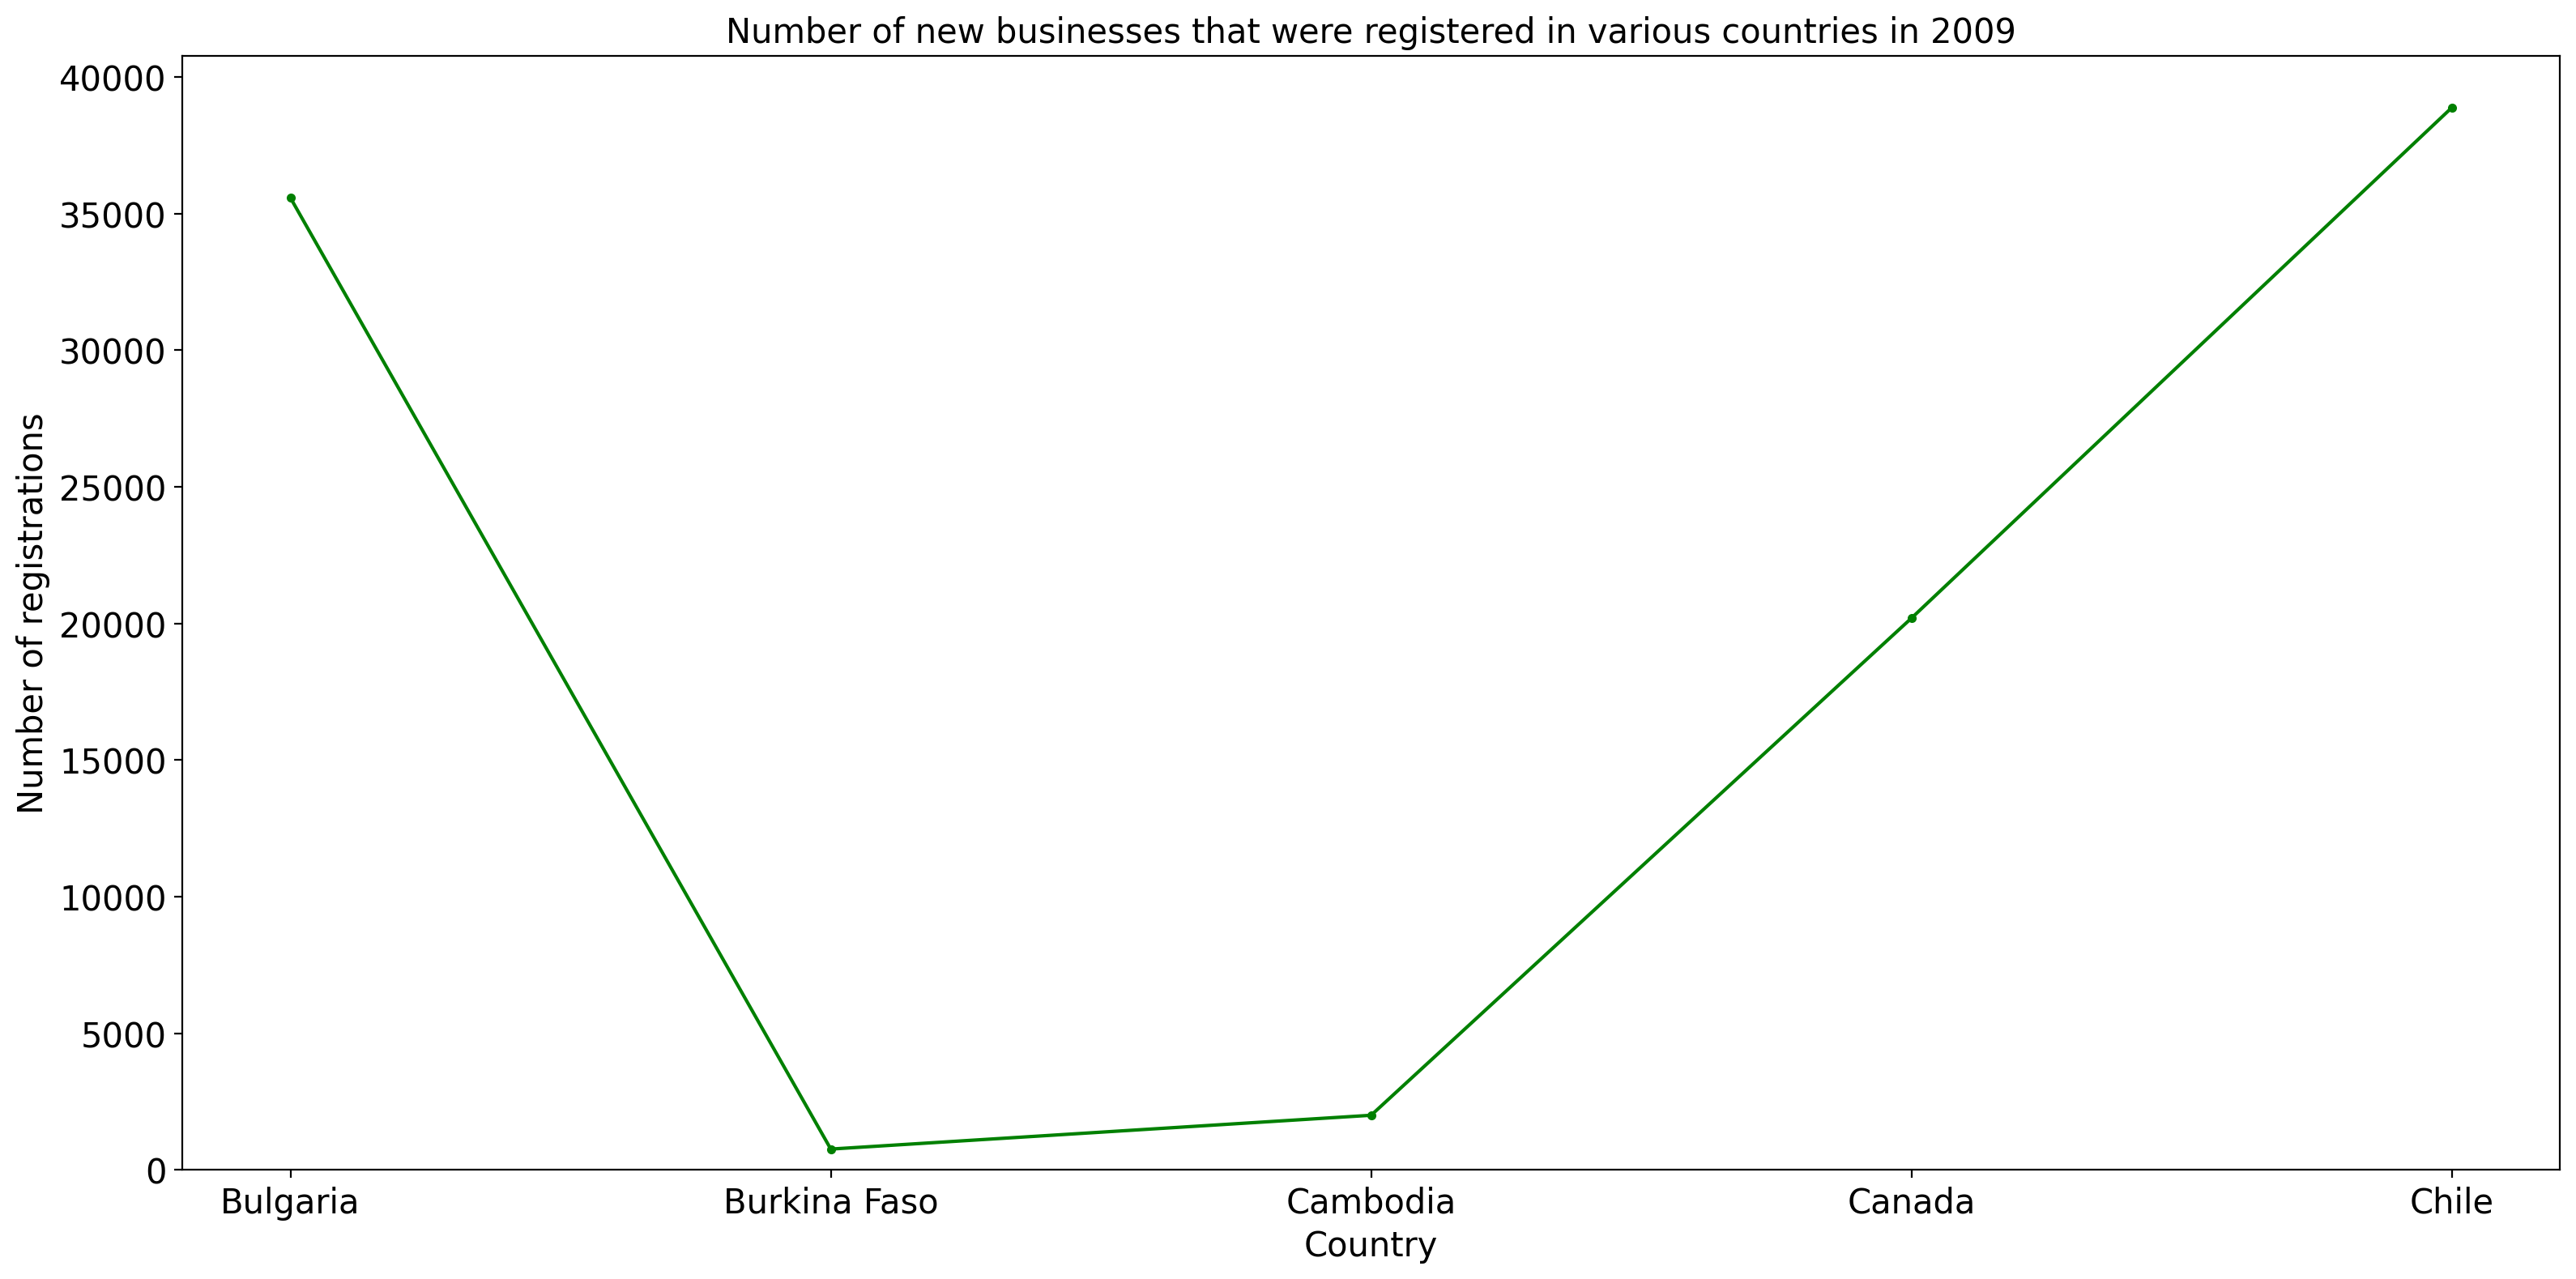 Number of new businesses that were registered in various countries in 2009
40000
35000
30000
25000
20000
15000
10000
5000
0
Number of registrations
Bulgaria
Burkina Faso
Cambodia
Canada
Chile
Country